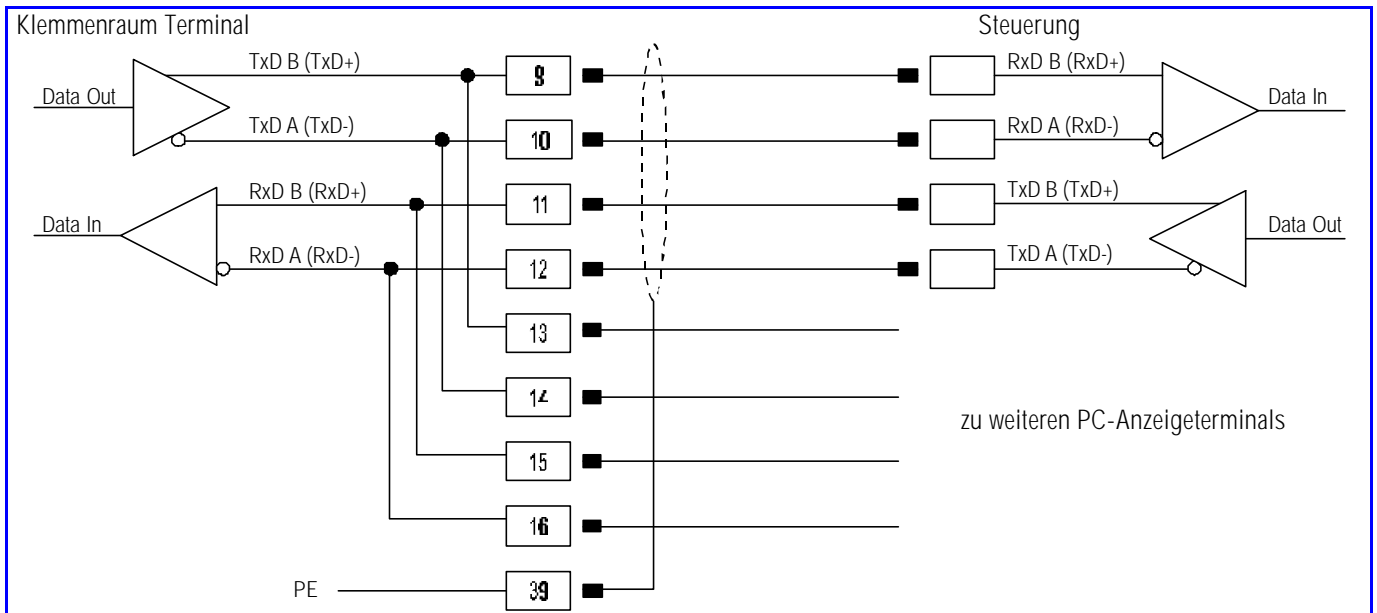 Klemmenraum Terminal
Steuerung
TxD B (TxD+)
9
RxD B (RxD+)
Data Out
Data In
TxD A (TxD-)
10
RxD A (RxD-)
RxD B (RxD+)
11
TxD B (TxD+)
Data In
Data Out
RxD A (RxD-)
12
TxD A (TxD-)
13
14
zu weiteren PC-Anzeigeterminals
15
16
PE
39